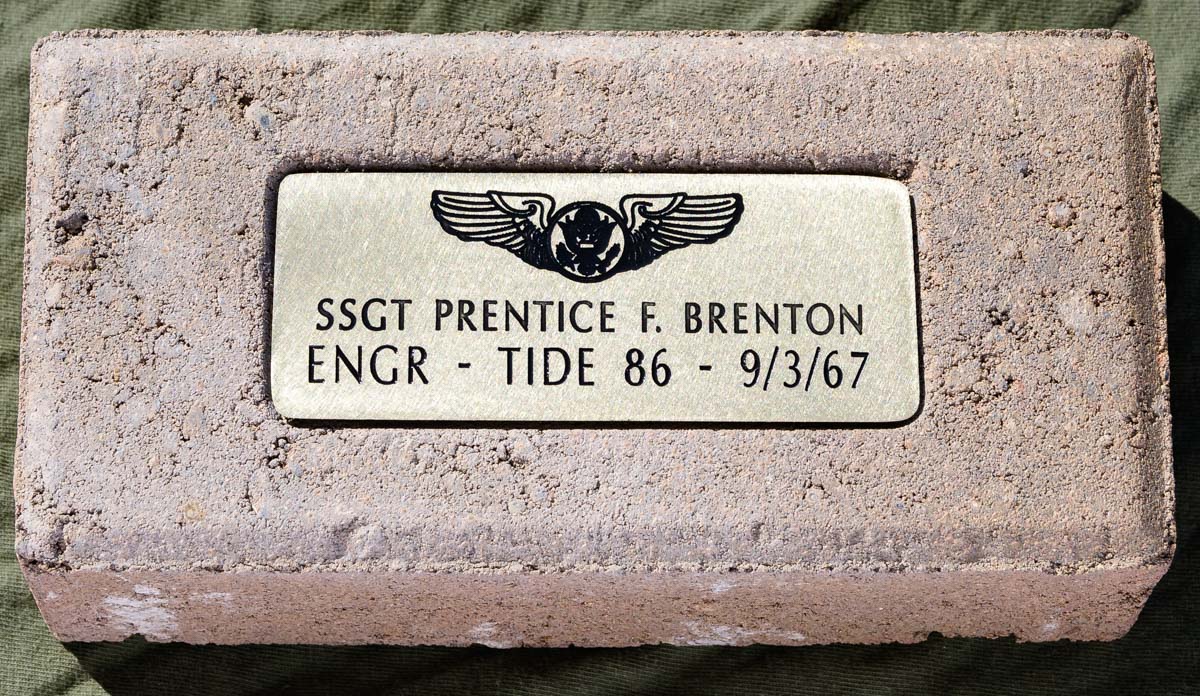 SSGT PRENTICE F. BRENTON
ENGR - TIDE 86 - 9/3/67